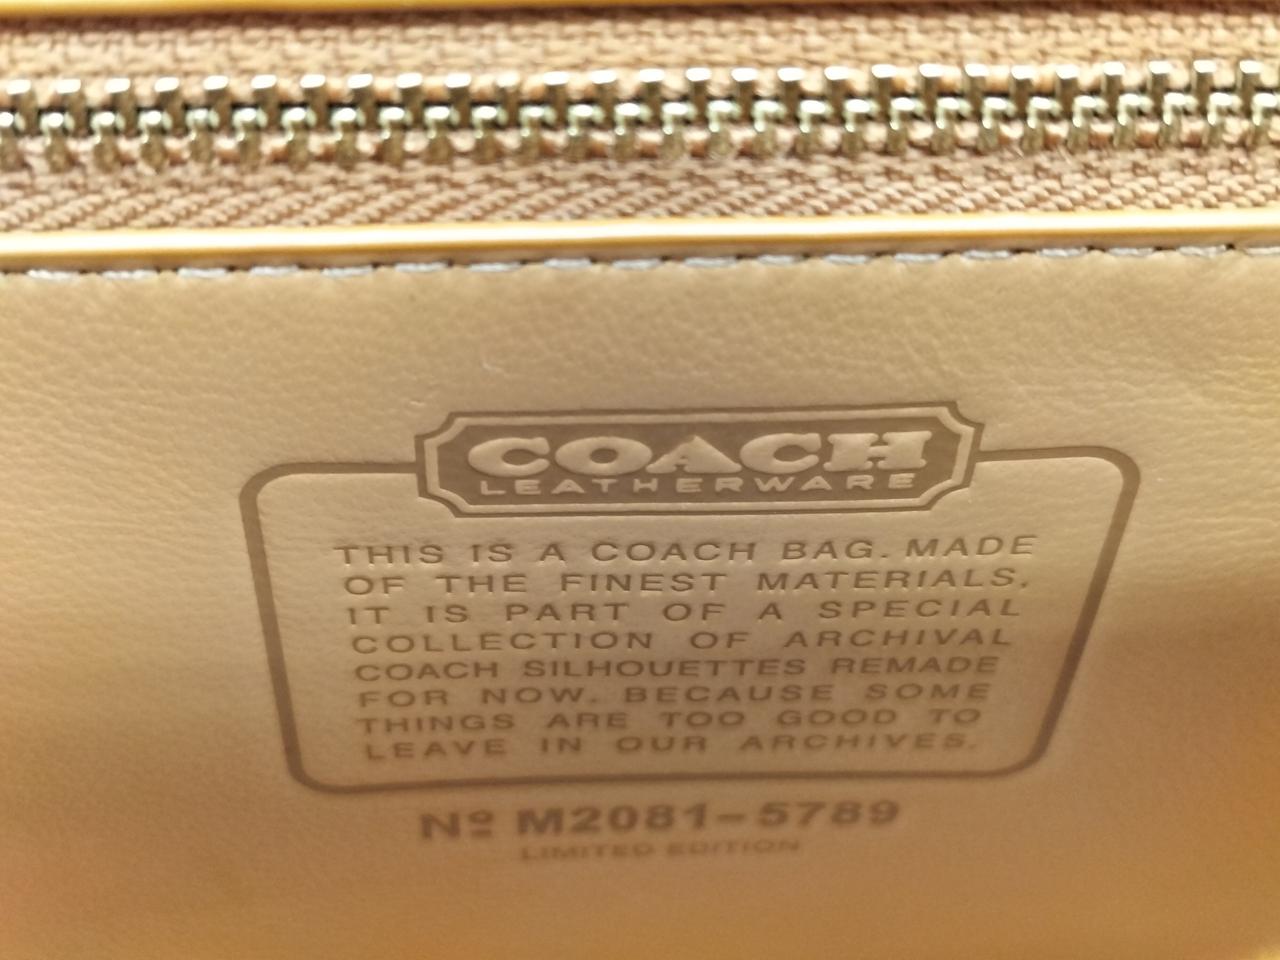 COACH
LEATHERWARE
THIS IS A COACH BAG. MADE
OF THE FINEST MATERIALS.
IT IS PART OF A SPECIAL
COLLECTION OF ARCHIVAL
COACH SILHOUETTES REMADE
FOR NOW. BECAUSE SOME
THINGS ARE TOO GOOD TO
LEAVE IN OUR ARCHIVES.
Nº M2081-5789
LIMITED EDITION